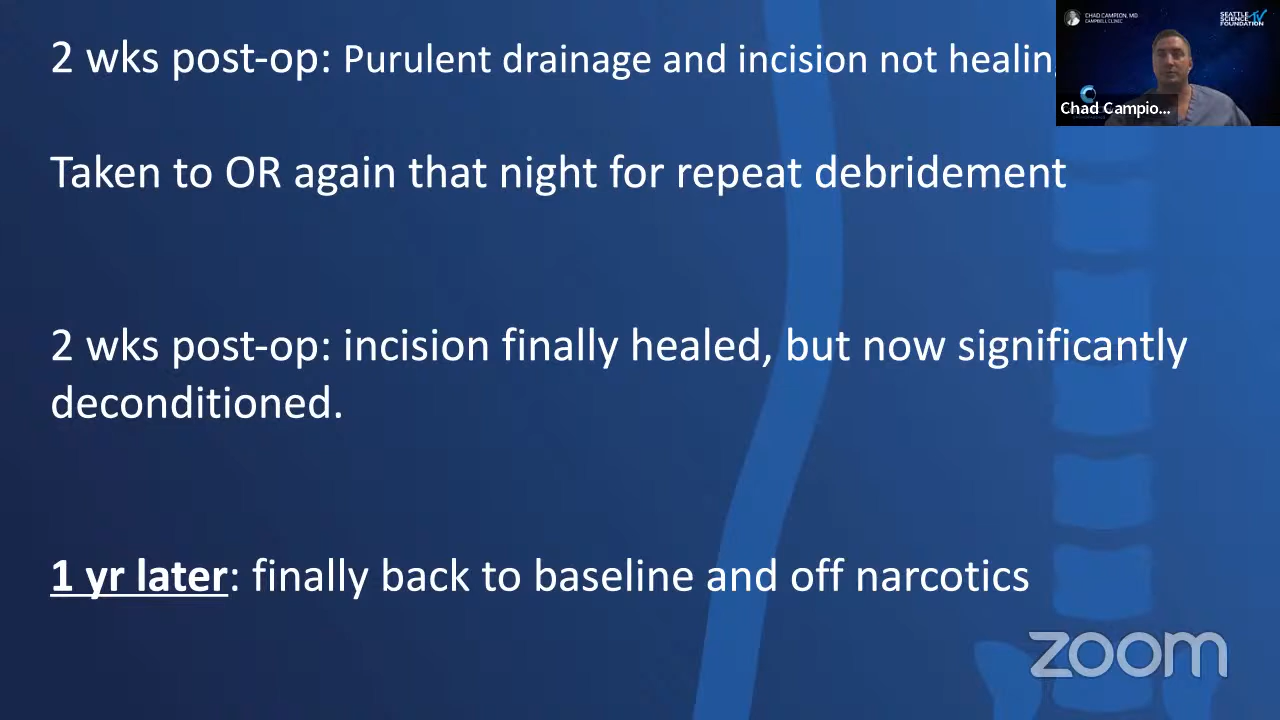 2 wks post-op: Purulent drainage and incision not healin
CHAD CAMPION, MD
CAMPBELL CLINIC
SEATTLE
SCIENCE TV
FOUNDATION
Chad Campio...
Taken to OR again that night for repeat debridement
2 wks post-op: incision finally healed, but now significantly
deconditioned.
1 yr later: finally back to baseline and off narcotics
zoom